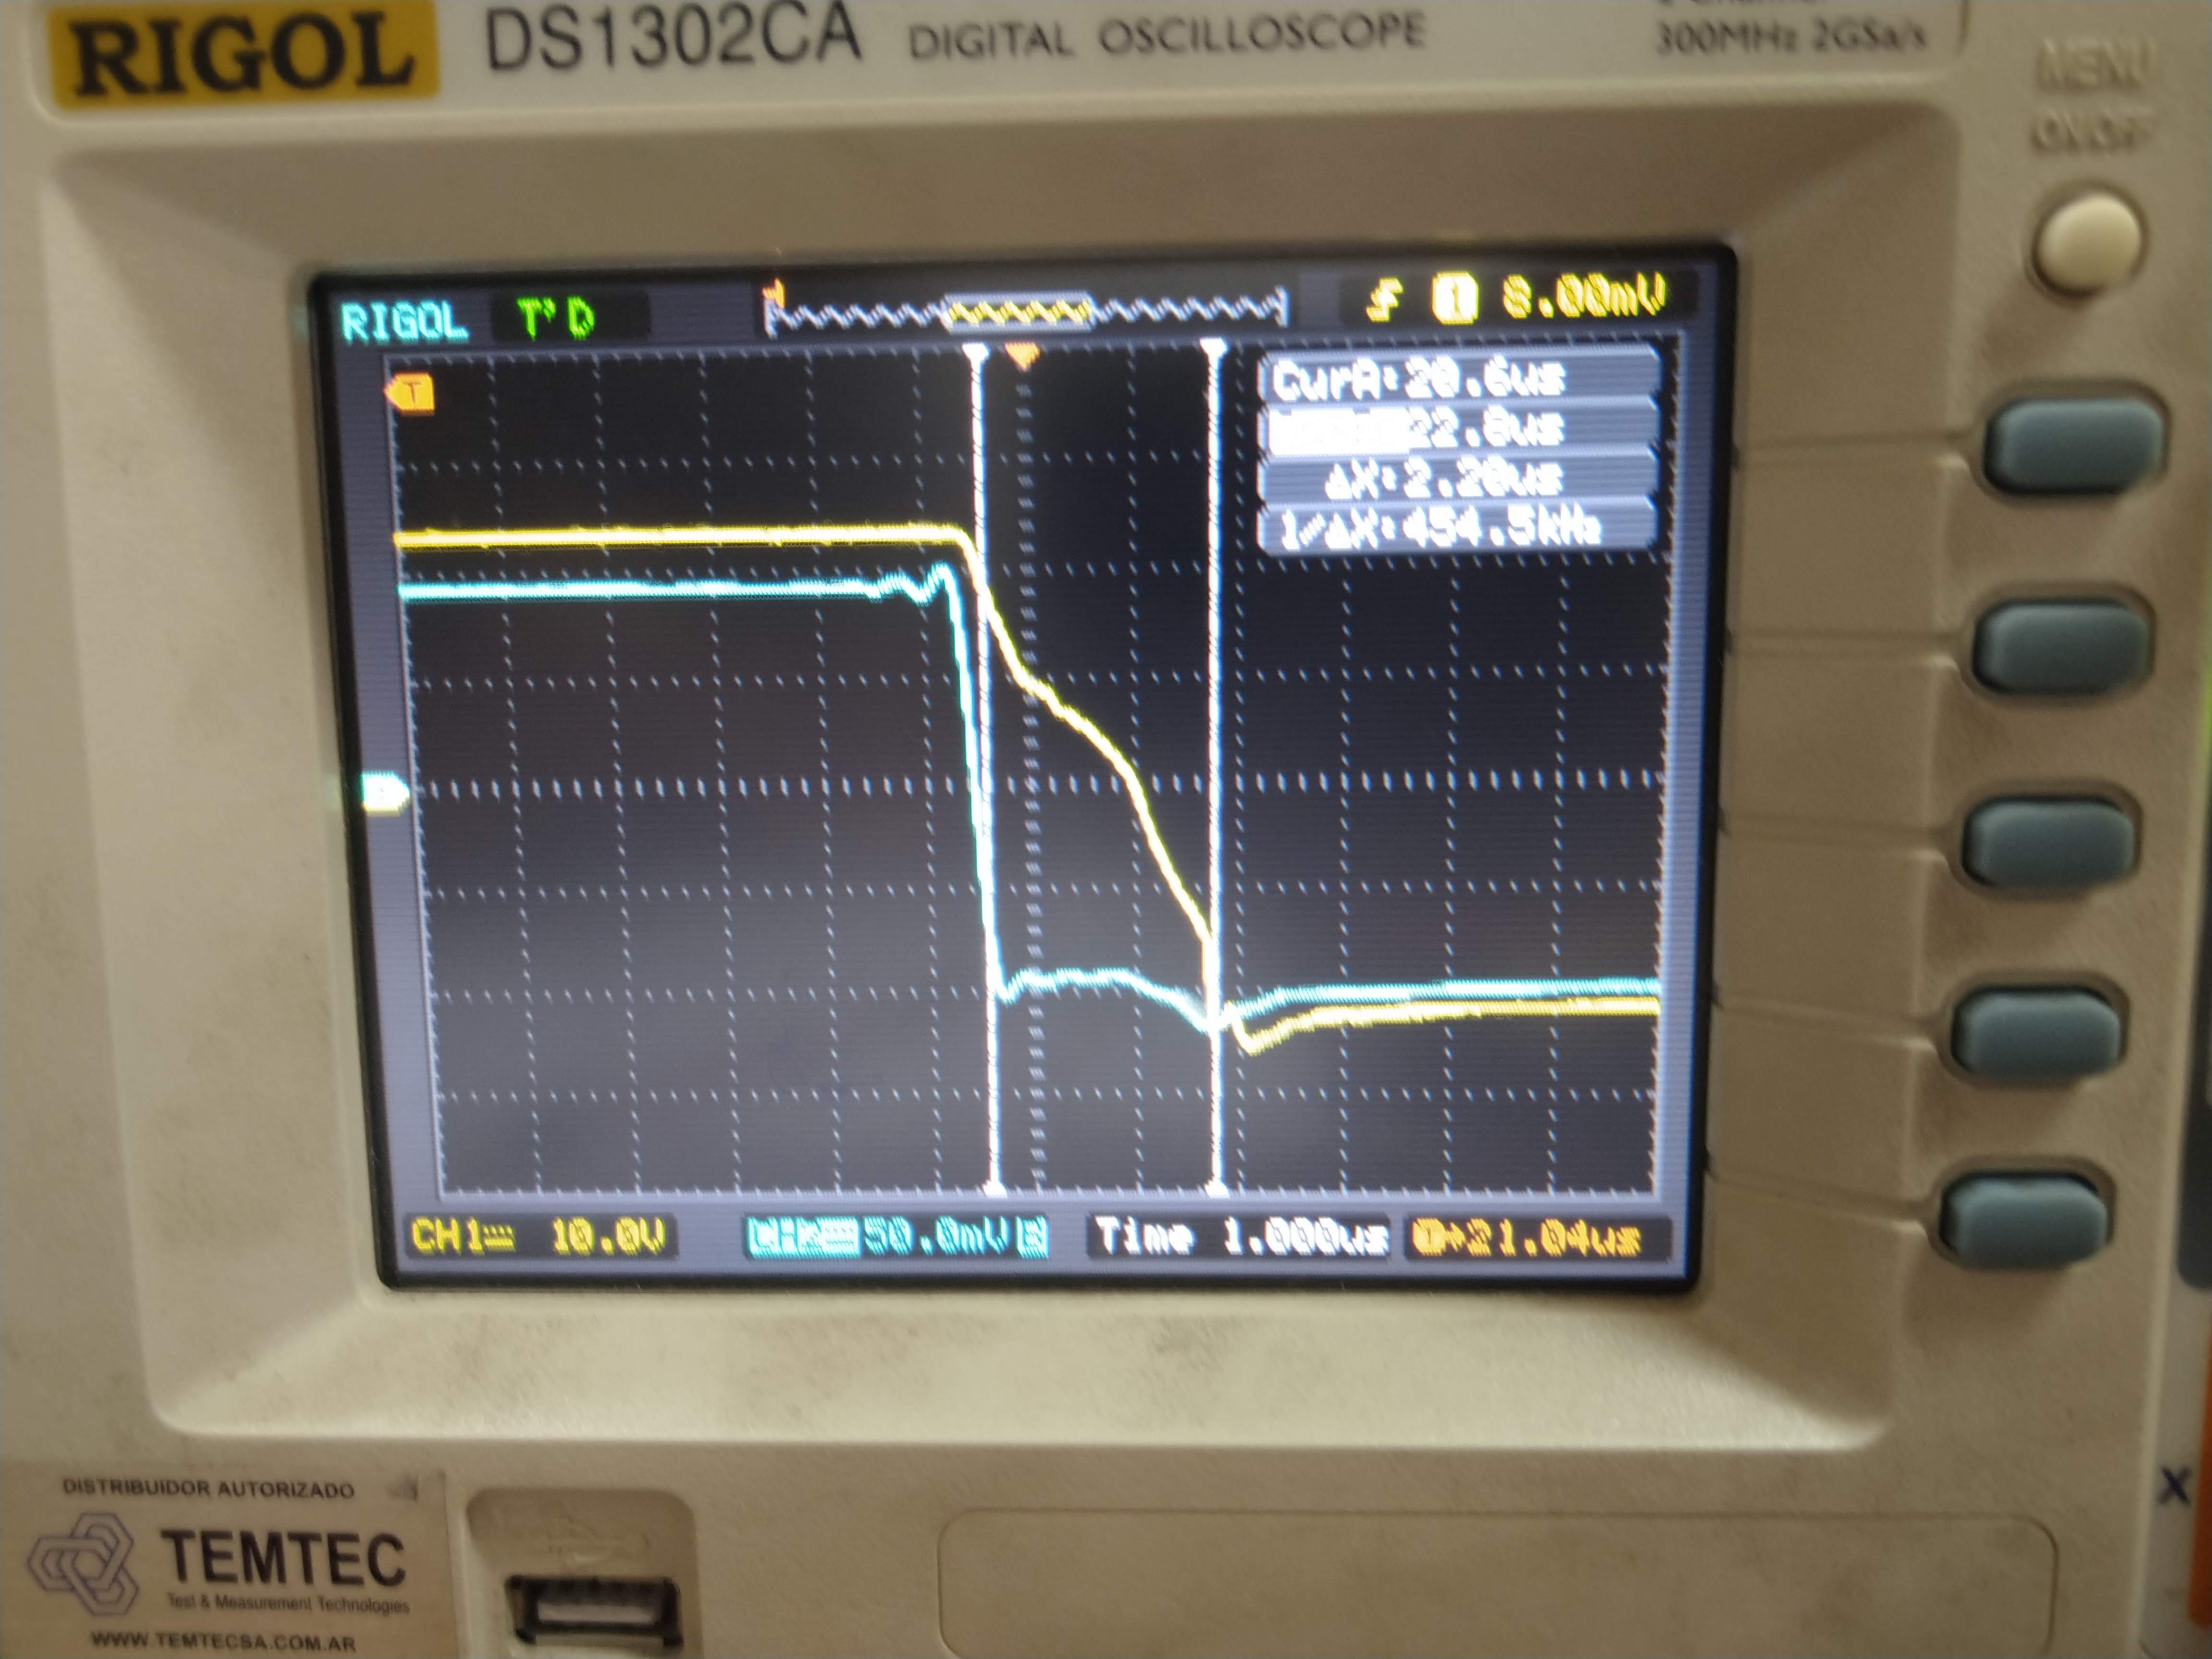 RIGOL DS1302CA DIGITAL OSCILLOSCOPE
300MHz 2GSa/s
MENU
ON/OFF
RIGOL T'D 1 8.00mV
T
CurA:20.6us
22.8us
ΔX:2.20us
1/ΔX:454.5kHz
CH1 10.0V CH2 50.0mV B Time 1.000us 21.04us
DISTRIBUIDOR AUTORIZADO
TEMTEC
Test & Measurement Technologies
WWW.TEMTECSA.COM.AR
X